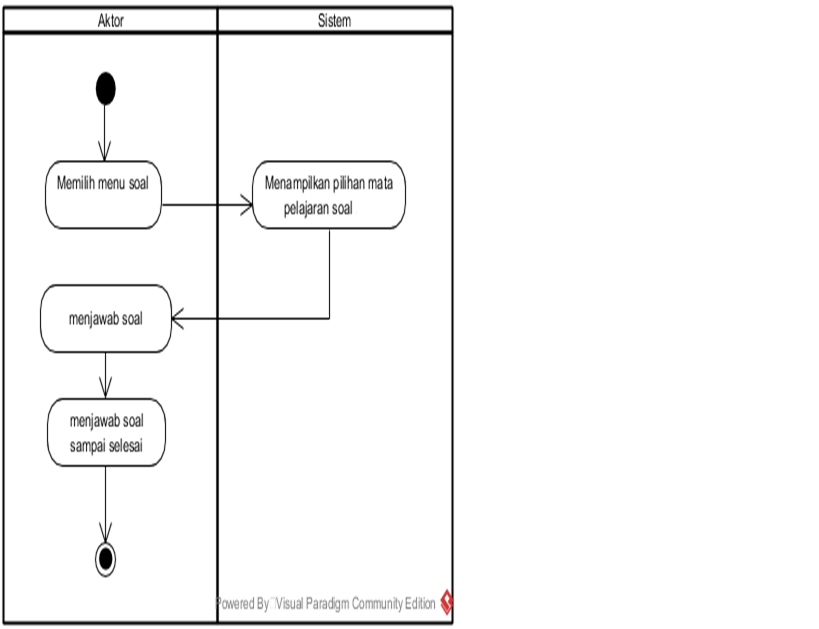 Aktor
Sistem
Memilih menu soal
Menampilkan pilihan mata
pelajaran soal
menjawab soal
menjawab soal
sampai selesai
Powered By Visual Paradigm Community Edition